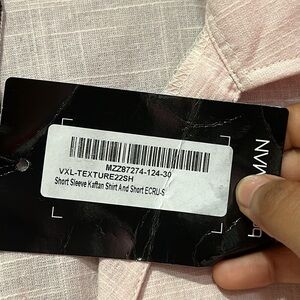 MZZ87274-124-30
VXL-TEXTURE22SH
Short Sleeve Kaftan Shirt And Short ECRU-S